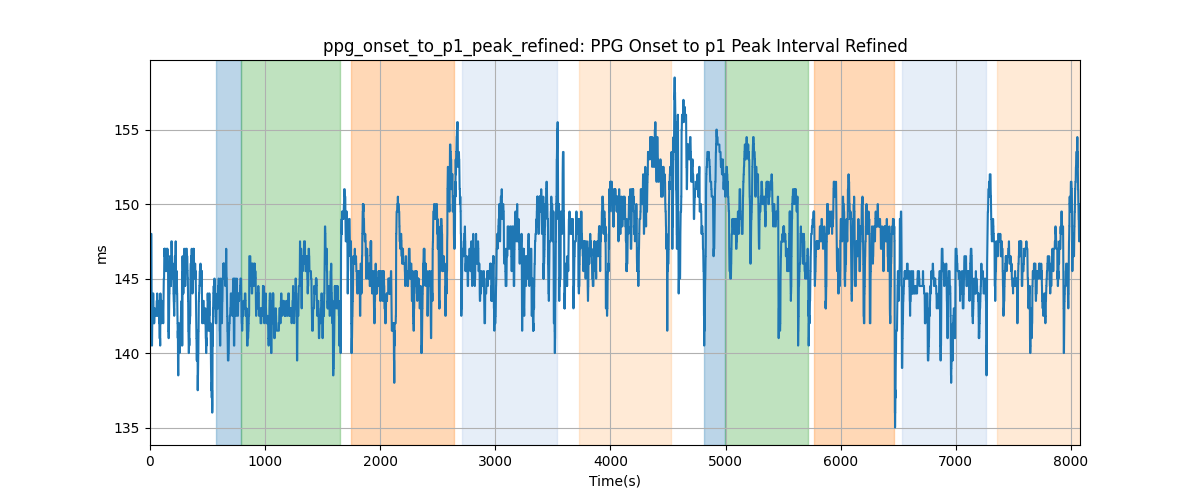 ppg_onset_to_p1_peak_refined: PPG Onset to p1 Peak Interval Refined
155
150
145
140
135
ms
0 1000 2000 3000 4000 5000 6000 7000 8000
Time(s)